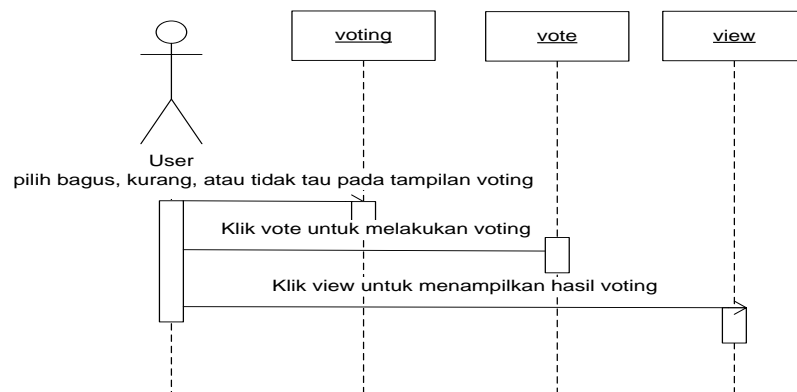 voting
vote
view
User
pilih bagus, kurang, atau tidak tau pada tampilan voting
Klik vote untuk melakukan voting
Klik view untuk menampilkan hasil voting